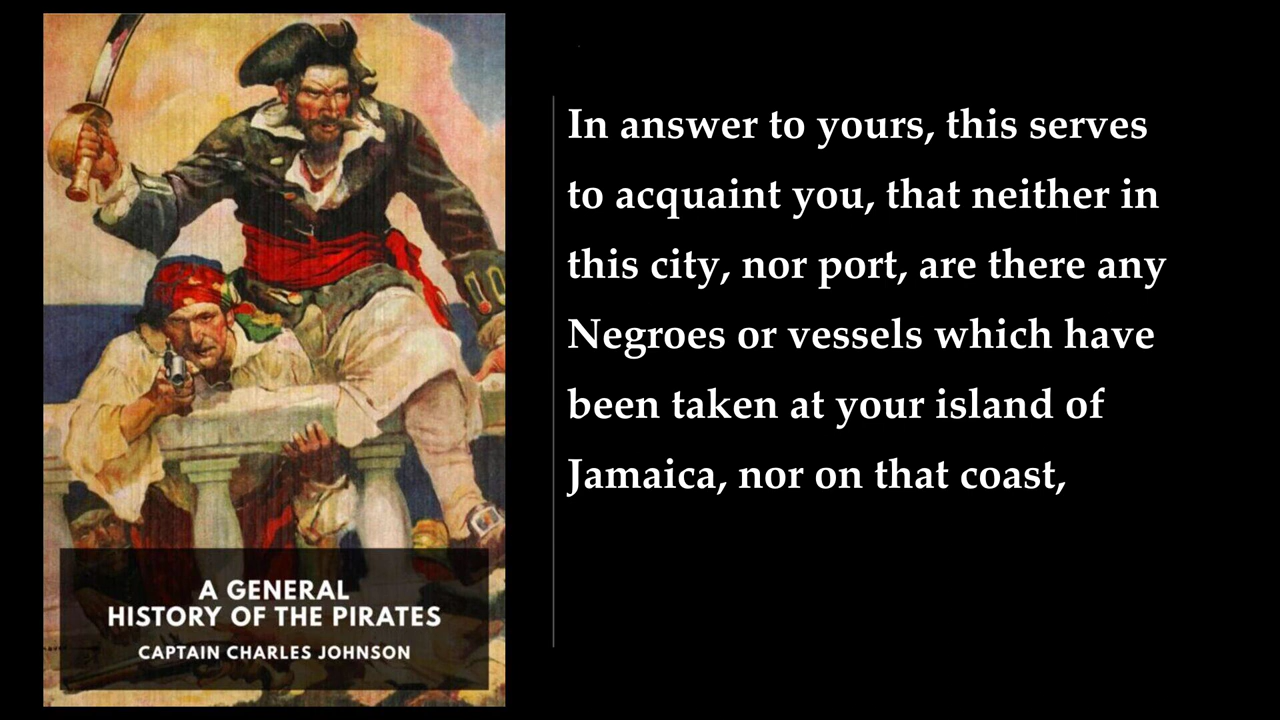 A GENERAL
HISTORY OF THE PIRATES
CAPTAIN CHARLES JOHNSON
In answer to yours, this serves
to acquaint you, that neither in
this city, nor port, are there any
Negroes or vessels which have
been taken at your island of
Jamaica, nor on that coast,